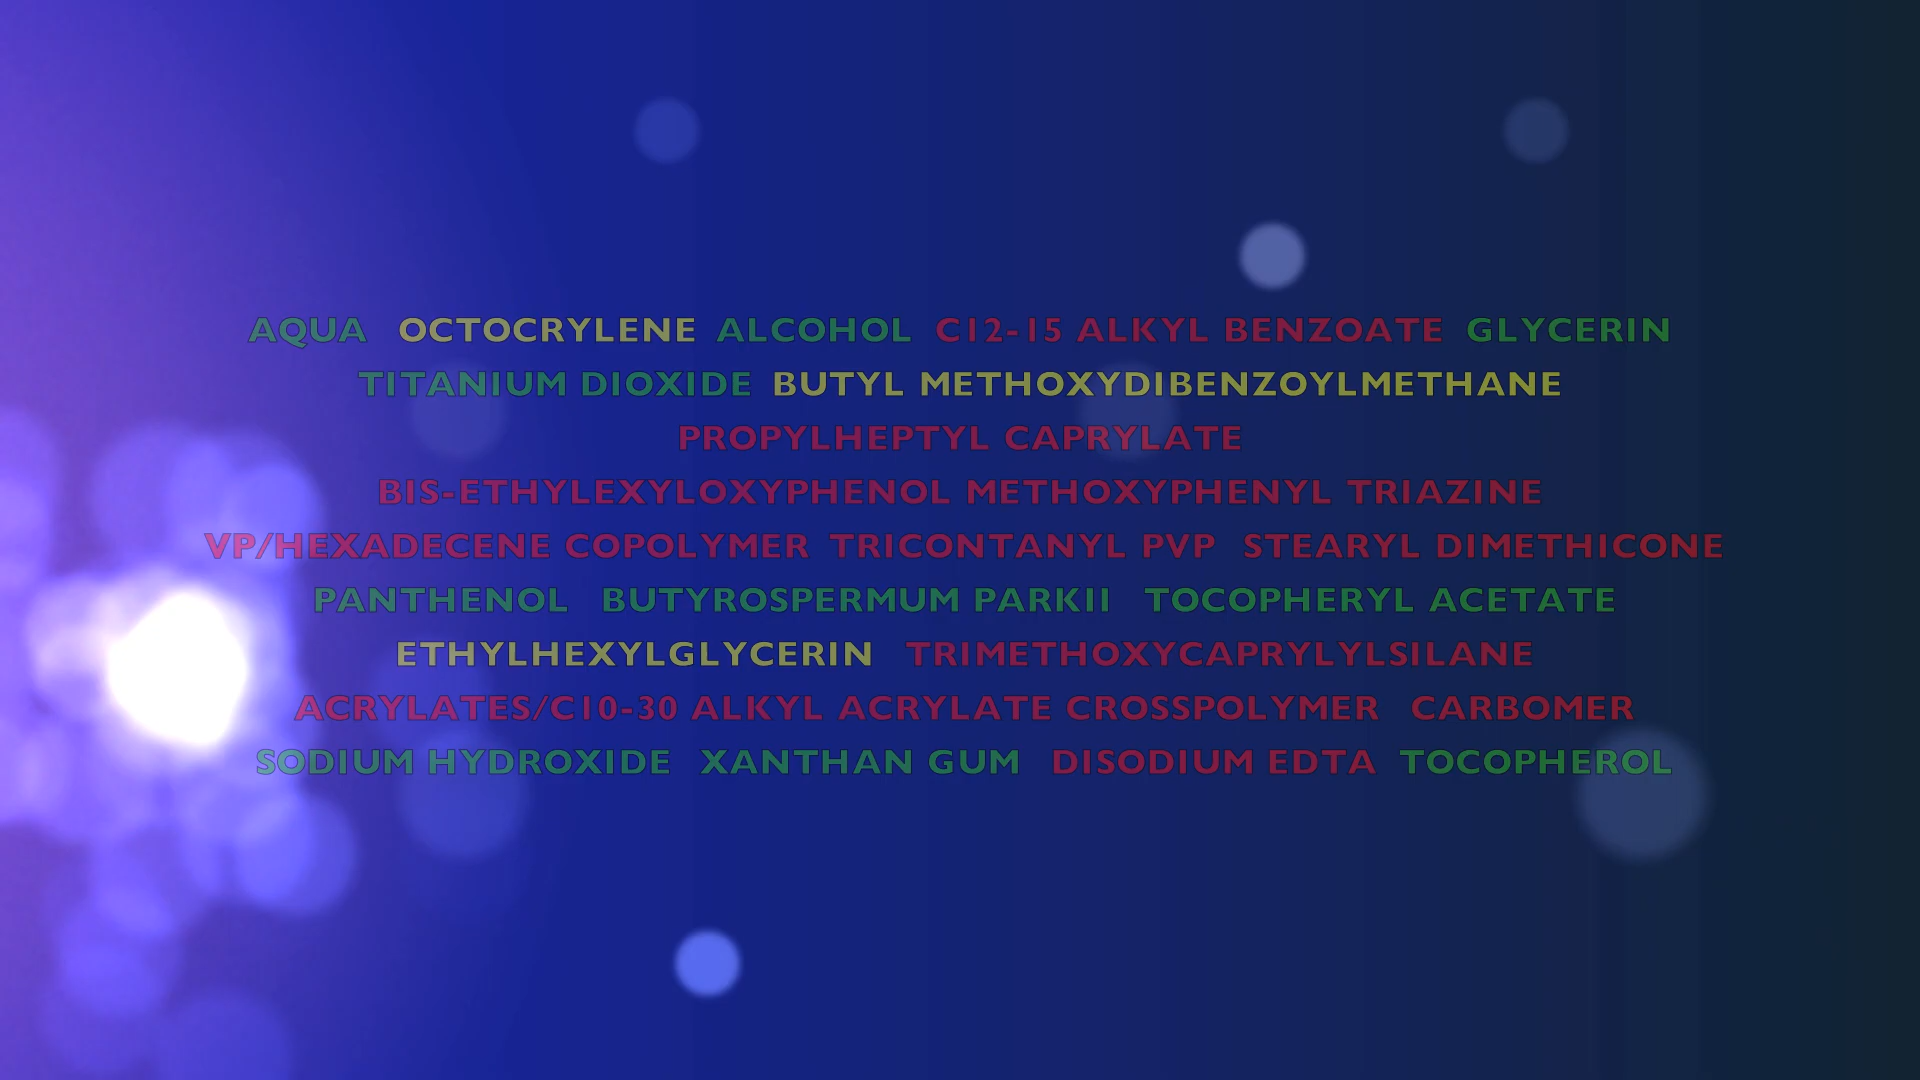 AQUA OCTOCRYLENE ALCOHOL C12-15 ALKYL BENZOATE GLYCERIN
TITANIUM DIOXIDE BUTYL METHOXYDIBENZOYLMETHANE
PROPYLHEPTYL CAPRYLATE
BIS-ETHYLEXYLOXYPHENOL METHOXYPHENYL TRIAZINE
VP/HEXADECENE COPOLYMER TRICONTANYL PVP STEARYL DIMETHICONE
PANTHENOL BUTYROSPERMUM PARKII TOCOPHERYL ACETATE
ETHYLHEXYLGLYCERIN TRIMETHOXYCAPRYLYLSILANE
ACRYLATES/C10-30 ALKYL ACRYLATE CROSSPOLYMER CARBOMER
SODIUM HYDROXIDE XANTHAN GUM DISODIUM EDTA TOCOPHEROL